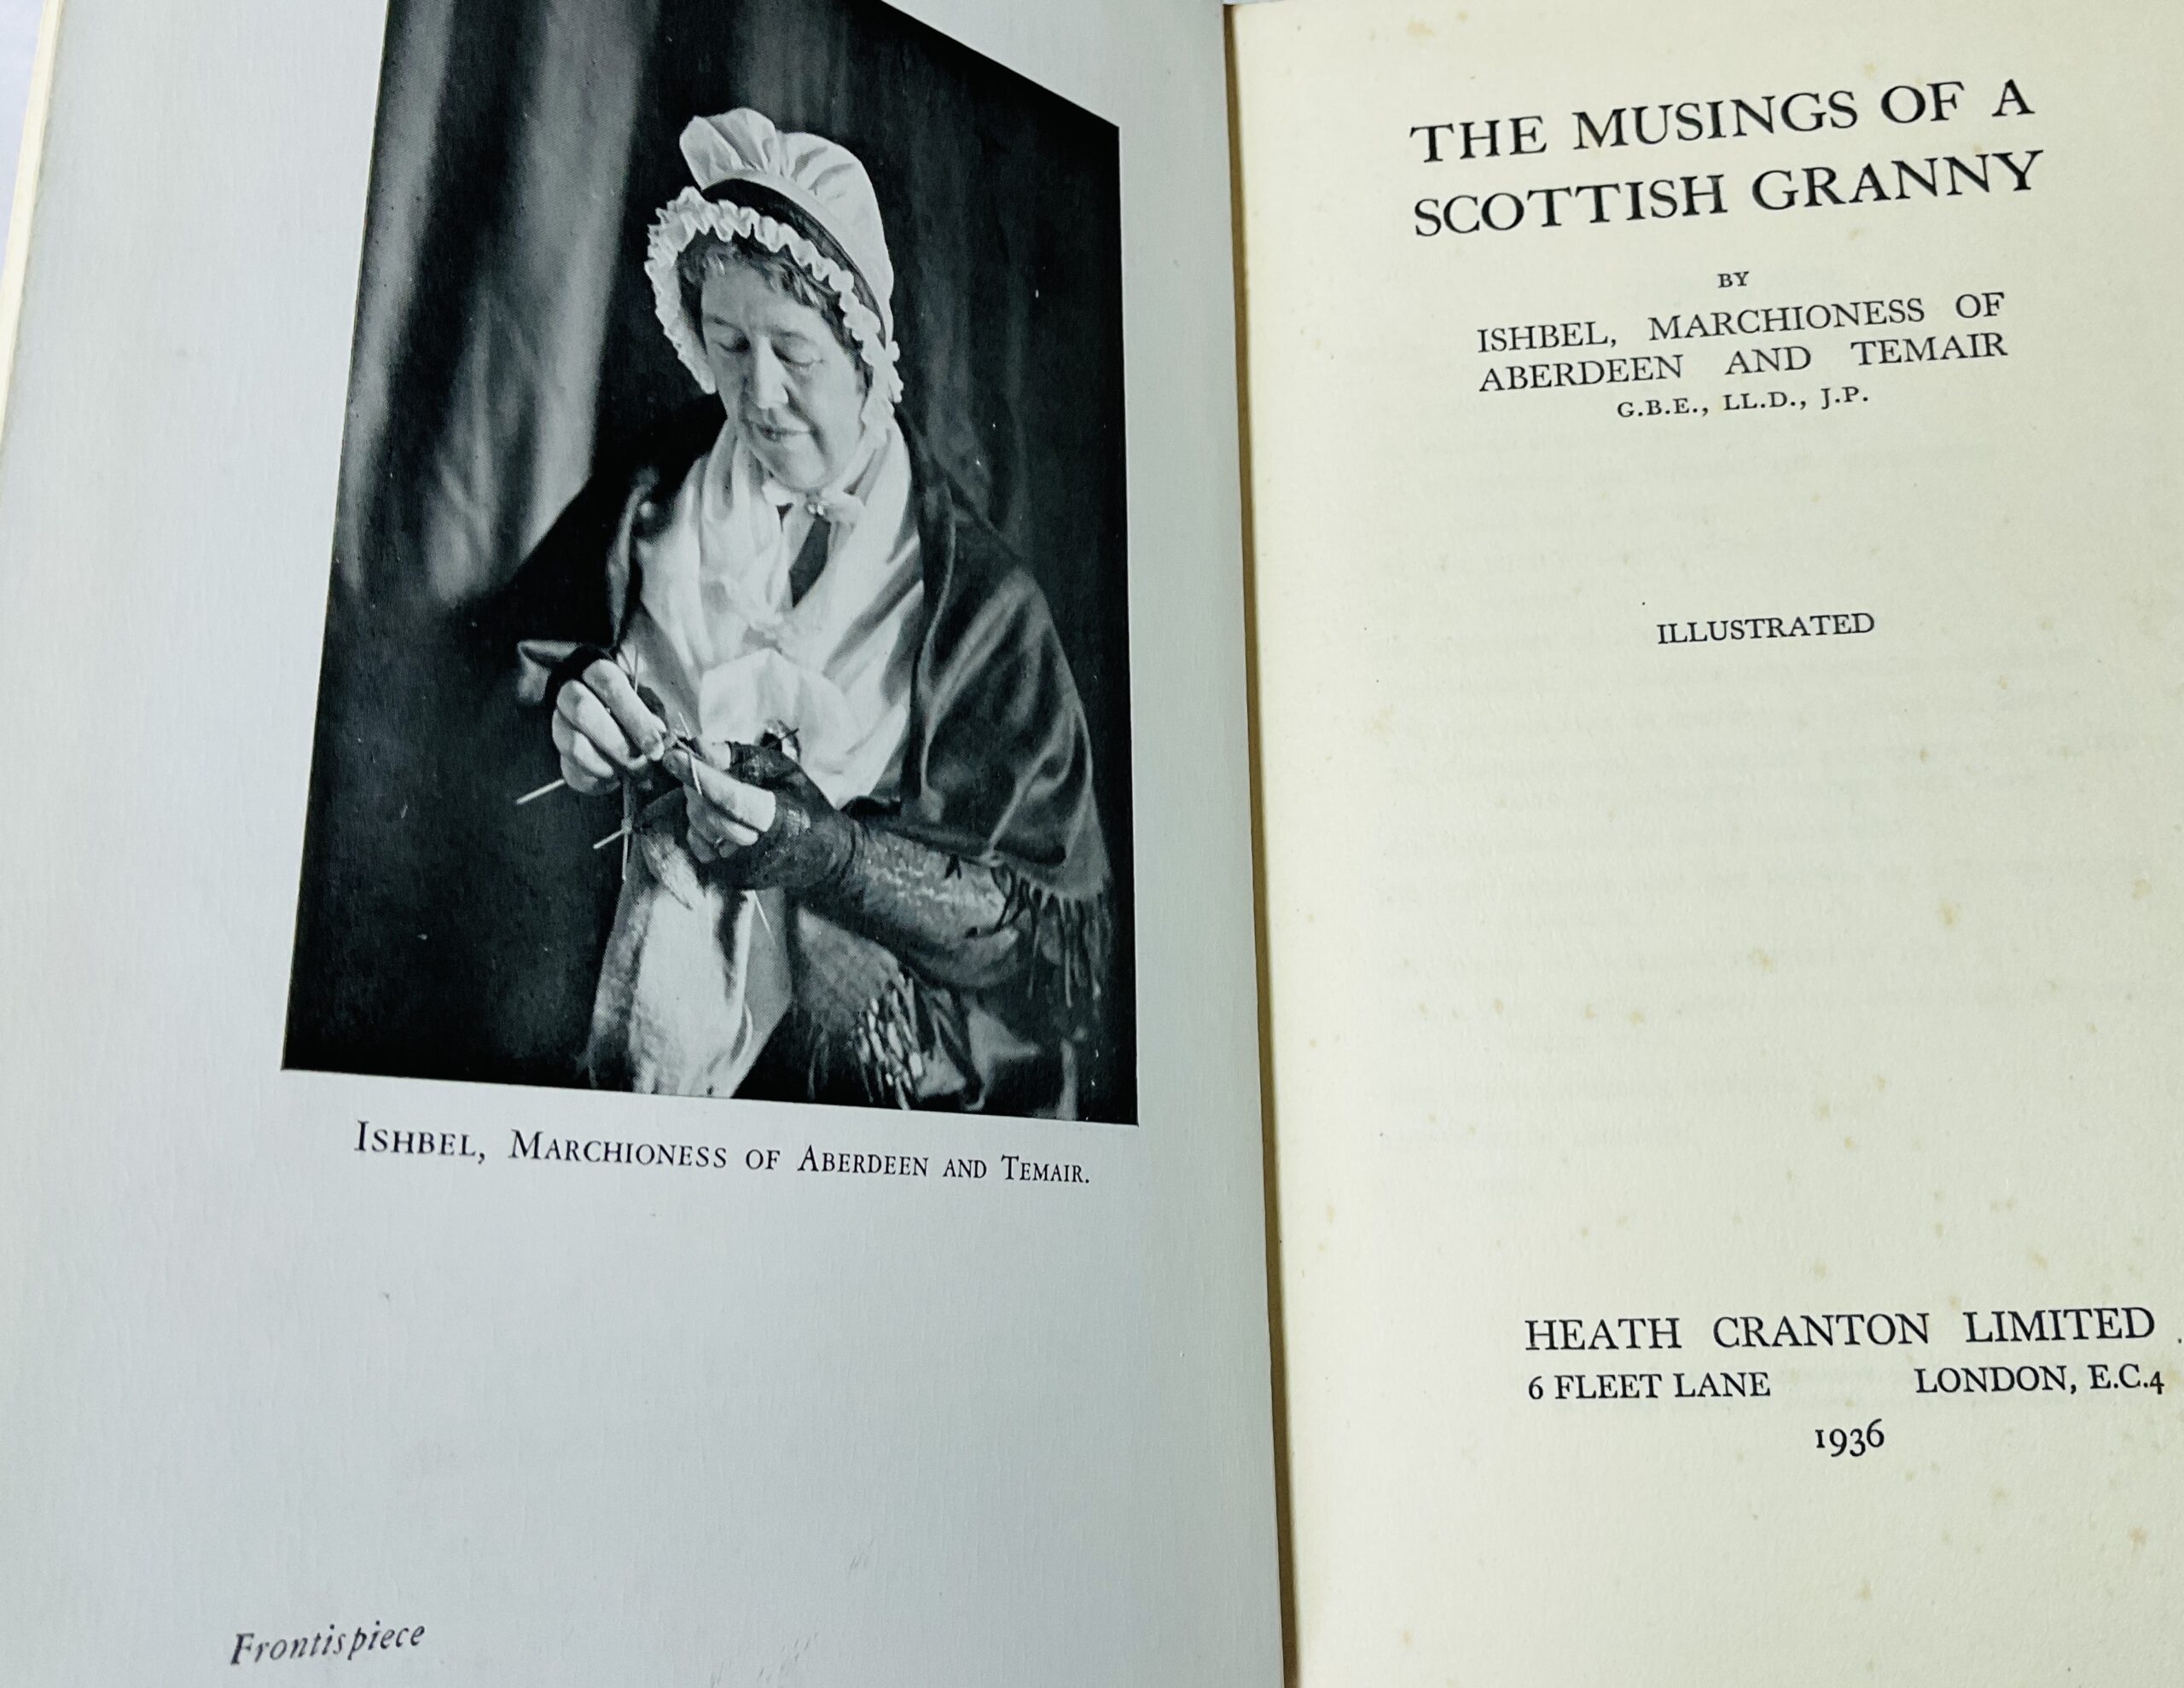 ISHBEL, MARCHIONESS OF ABERDEEN AND TEMAIR.
Frontispiece
THE MUSINGS OF A
SCOTTISH GRANNY
BY
ISHBEL, MARCHIONESS OF
ABERDEEN AND TEMAIR
G.B.E., LL.D., J.P.
ILLUSTRATED
HEATH CRANTON LIMITED
6 FLEET LANE LONDON, E.C.4
1936